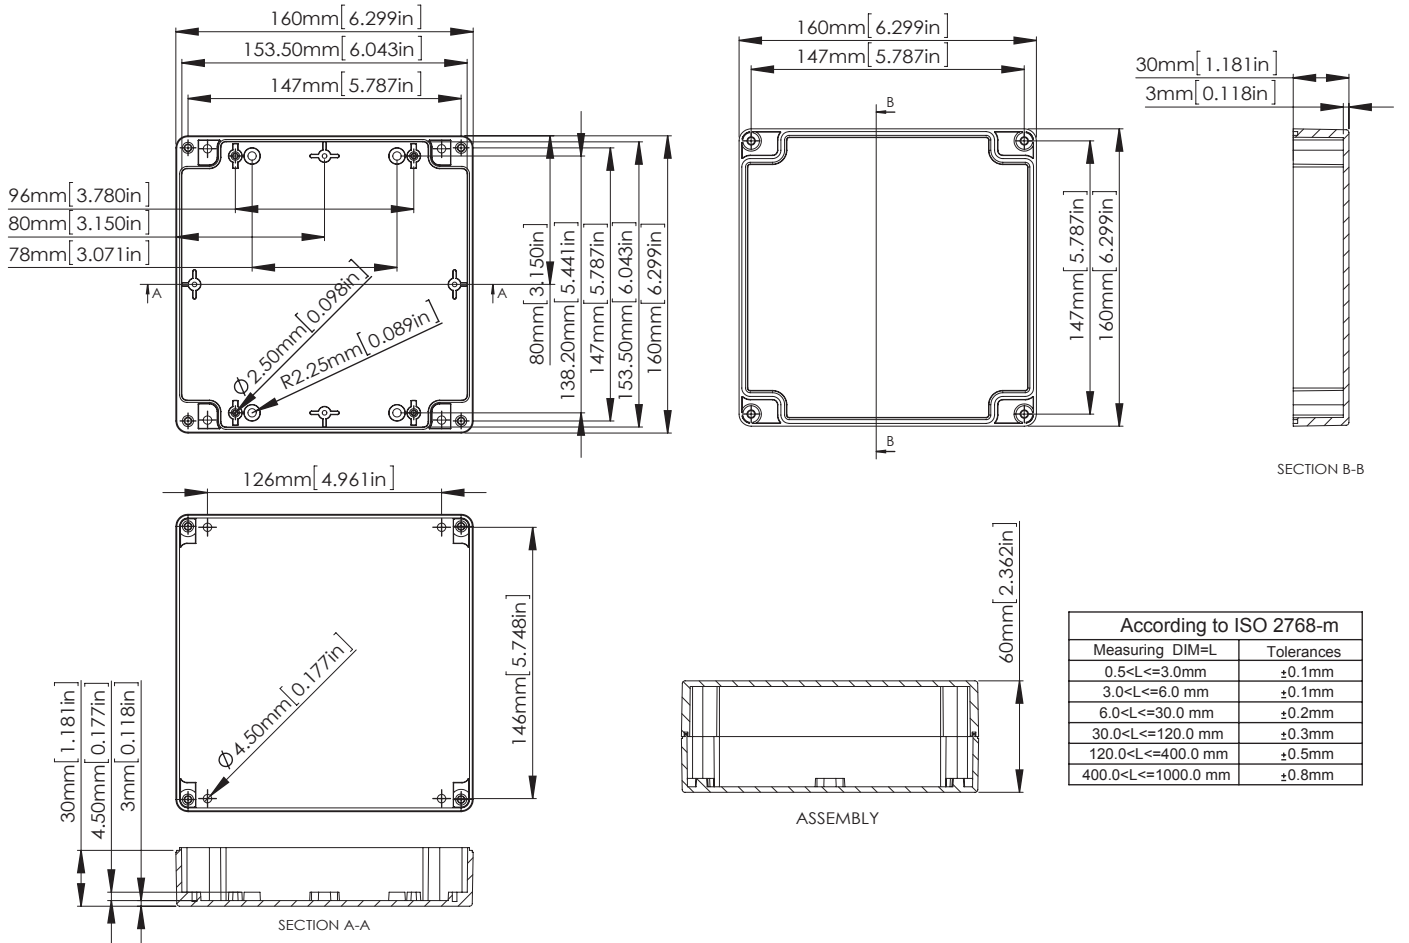 160mm[6.299in]
153.50mm[6.043in]
147mm[5.787in]
96mm[3.780in]
80mm[3.150in]
78mm[3.071in]
A
A
Ø2.50mm[0.098in]
R2.25mm[0.089in]
80mm[3.150in]
138.20mm[5.441in]
147mm[5.787in]
153.50mm[6.043in]
160mm[6.299in]
160mm[6.299in]
147mm[5.787in]
B
B
147mm[5.787in]
160mm[6.299in]
30mm[1.181in]
3mm[0.118in]
SECTION B-B
126mm[4.961in]
146mm[5.748in]
Ø4.50mm[0.177in]
30mm[1.181in]
4.50mm[0.177in]
3mm[0.118in]
SECTION A-A
60mm[2.362in]
ASSEMBLY
According to ISO 2768-m
Measuring DIM=L Tolerances
0.5<L<=3.0mm ±0.1mm
3.0<L<=6.0 mm ±0.1mm
6.0<L<=30.0 mm ±0.2mm
30.0<L<=120.0 mm ±0.3mm
120.0<L<=400.0 mm ±0.5mm
400.0<L<=1000.0 mm ±0.8mm